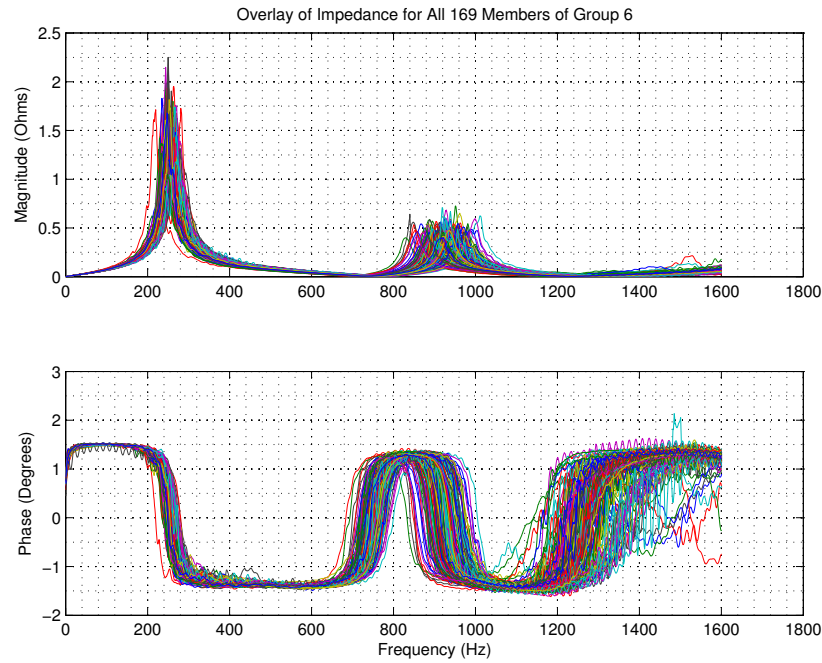 Overlay of Impedance for All 169 Members of Group 6
Magnitude (Ohms)
2.5
2
1.5
1
0.5
0
0 200 400 600 800 1000 1200 1400 1600 1800
Phase (Degrees)
3
2
1
0
−1
−2
0 200 400 600 800 1000 1200 1400 1600 1800
Frequency (Hz)